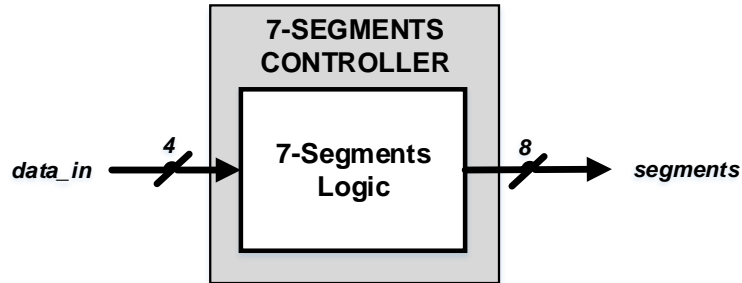 7-SEGMENTS
CONTROLLER
4
8
7-Segments
Logic
data_in
segments